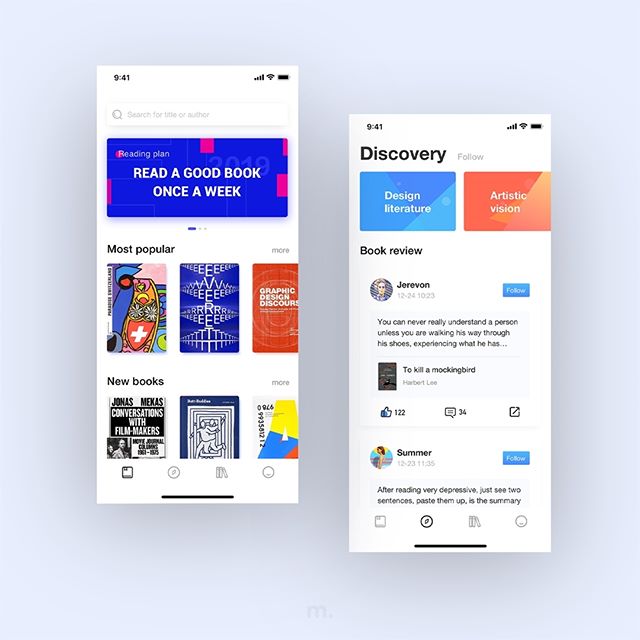 9:41
Search for title or author
Reading plan
2019
READ A GOOD BOOK
ONCE A WEEK
Most popular
more
PARADISE SWITZERLAND
GRAPHIC
DESIGN
DISCOURS
New books
more
JONAS MEKAS
CONVERSATIONS
WITH
FILM-MAKERS
MOVIE JOURNAL
COLUMNS
1961-1975
Butt-Buddies
9:41
Discovery
Follow
Design
literature
Artistic
vision
Book review
Jerevon
12-24 10:23
Follow
You can never really understand a person
unless you are walking his way through
his shoes, experiencing what he has...
To kill a mockingbird
Harbert Lee
122
34
Summer
12-23 11:35
Follow
After reading very depressive, just see two
sentences, paste them up, is the summary
m.